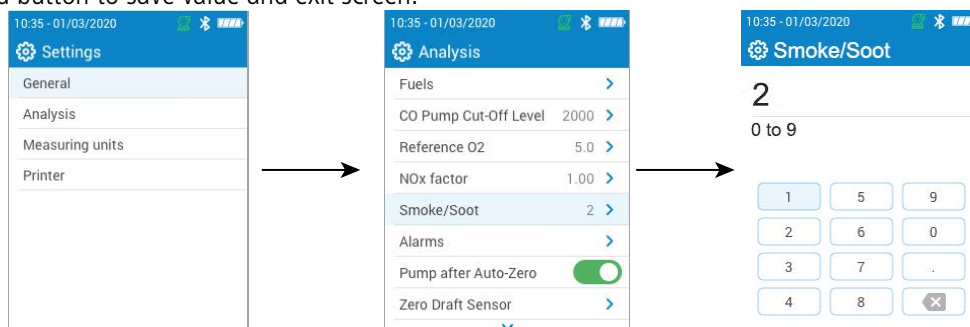 button to save value and exit screen.
10:35 - 01/03/2020
Settings
General
Analysis
Measuring units
Printer
10:35 - 01/03/2020
Analysis
Fuels
CO Pump Cut-Off Level 2000
Reference O2 5.0
NOx factor 1.00
Smoke/Soot 2
Alarms
Pump after Auto-Zero
Zero Draft Sensor
10:35 - 01/03/2020
Smoke/Soot
2
0 to 9
1 5 9
2 6 0
3 7 .
4 8